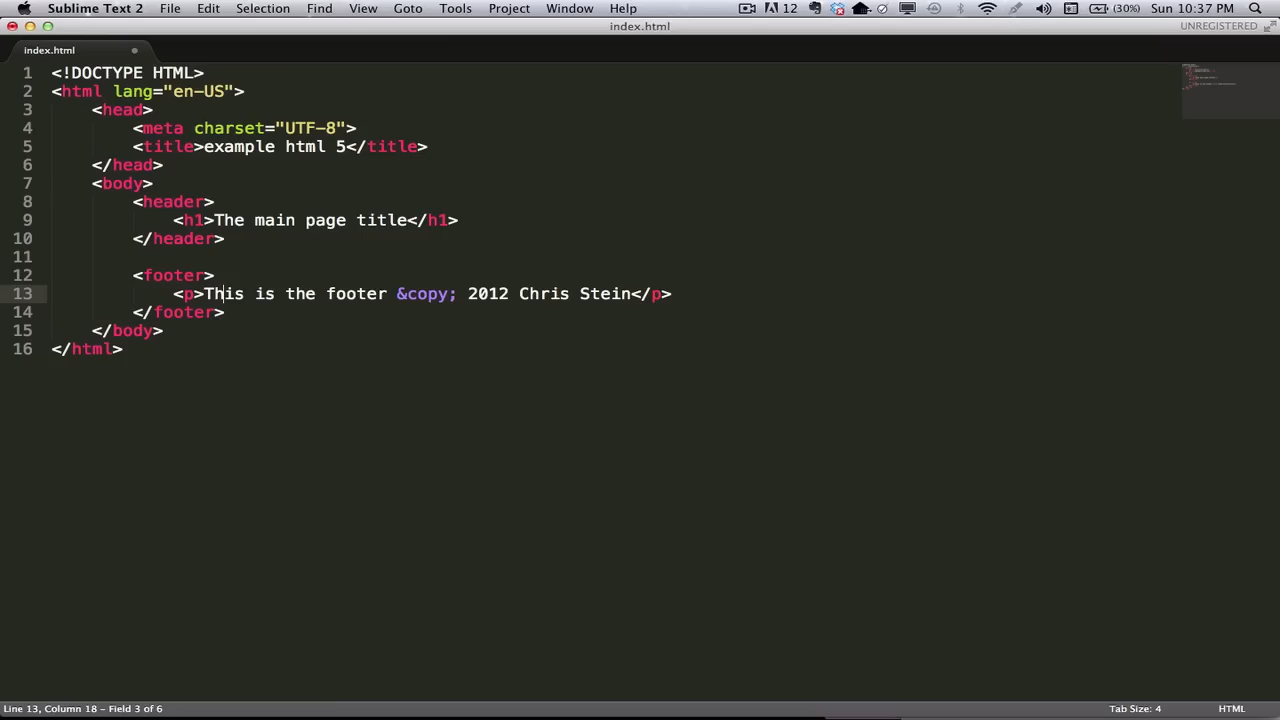 Sublime Text 2 File Edit Selection Find View Goto Tools Project Window Help 12 (30%) Sun 10:37 PM
index.html UNREGISTERED
index.html
1 <!DOCTYPE HTML>
2 <html lang="en-US">
3 <head>
4 <meta charset="UTF-8">
5 <title>example html 5</title>
6 </head>
7 <body>
8 <header>
9 <h1>The main page title</h1>
10 </header>
11
12 <footer>
13 <p>This is the footer &copy; 2012 Chris Stein</p>
14 </footer>
15 </body>
16 </html>
Line 13, Column 18 – Field 3 of 6 Tab Size: 4 HTML